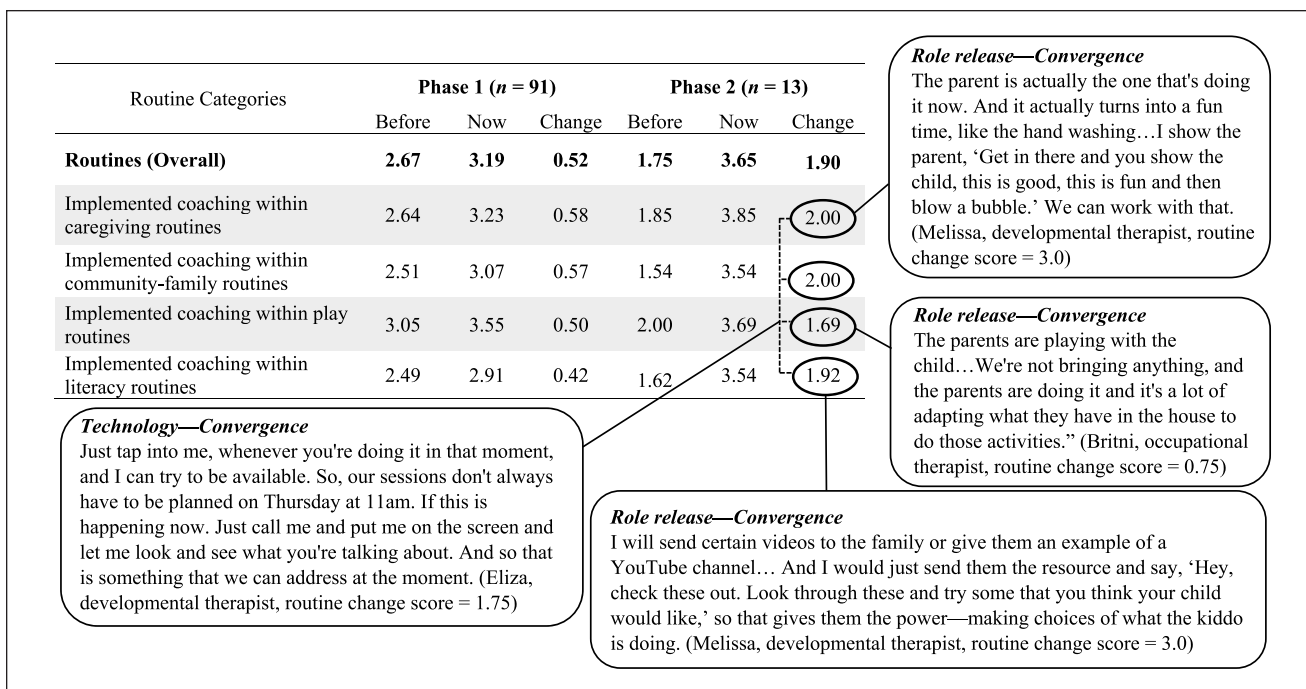 Routine Categories
Phase 1 (n = 91)
Phase 2 (n = 13)
Before Now Change Before Now Change
Routines (Overall) 2.67 3.19 0.52 1.75 3.65 1.90
Implemented coaching within
caregiving routines 2.64 3.23 0.58 1.85 3.85 2.00
Implemented coaching within
community-family routines 2.51 3.07 0.57 1.54 3.54 2.00
Implemented coaching within play
routines 3.05 3.55 0.50 2.00 3.69 1.69
Implemented coaching within
literacy routines 2.49 2.91 0.42 1.62 3.54 1.92
Role release—Convergence
The parent is actually the one that's doing
it now. And it actually turns into a fun
time, like the hand washing…I show the
parent, ‘Get in there and you show the
child, this is good, this is fun and then
blow a bubble.’ We can work with that.
(Melissa, developmental therapist, routine
change score = 3.0)
Role release—Convergence
The parents are playing with the
child…We're not bringing anything, and
the parents are doing it and it's a lot of
adapting what they have in the house to
do those activities.” (Britni, occupational
therapist, routine change score = 0.75)
Technology—Convergence
Just tap into me, whenever you're doing it in that moment,
and I can try to be available. So, our sessions don't always
have to be planned on Thursday at 11am. If this is
happening now. Just call me and put me on the screen and
let me look and see what you're talking about. And so that
is something that we can address at the moment. (Eliza,
developmental therapist, routine change score = 1.75)
Role release—Convergence
I will send certain videos to the family or give them an example of a
YouTube channel… And I would just send them the resource and say, ‘Hey,
check these out. Look through these and try some that you think your child
would like,’ so that gives them the power—making choices of what the kiddo
is doing. (Melissa, developmental therapist, routine change score = 3.0)